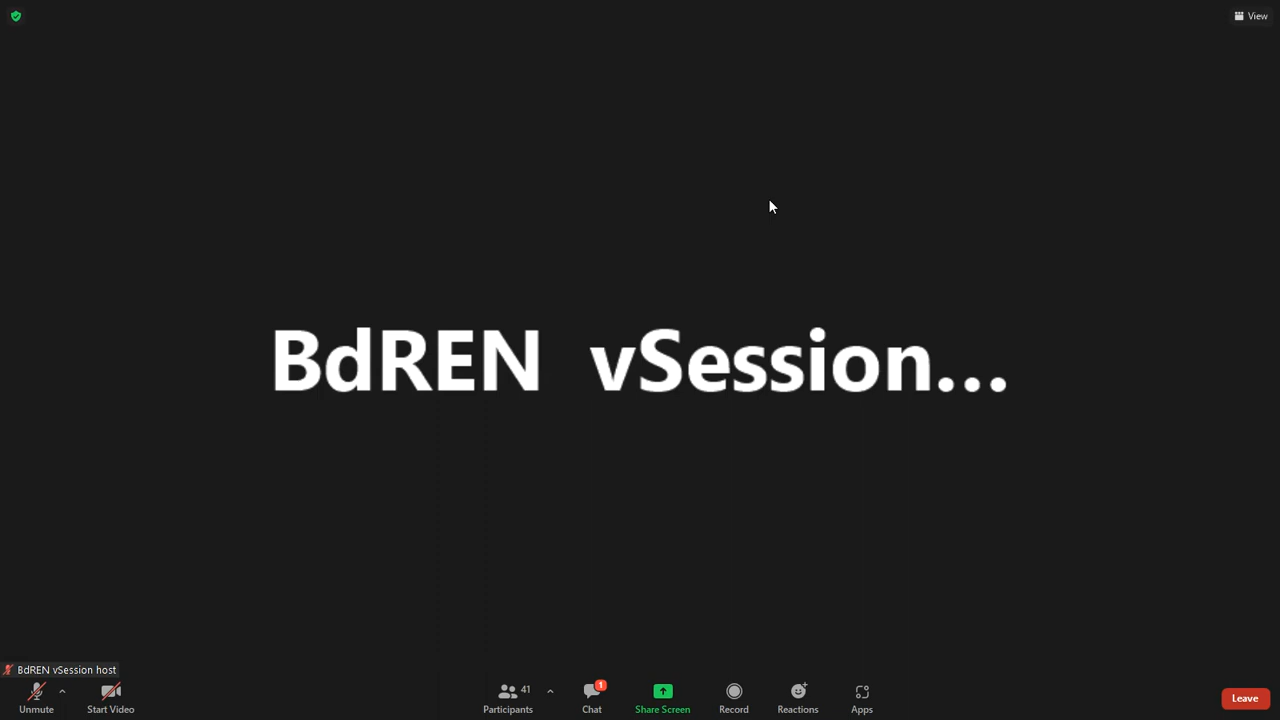 View
BdREN vSession...
BdREN vSession host
Unmute
Start Video
41
Participants
1
Chat
Share Screen
Record
Reactions
Apps
Leave